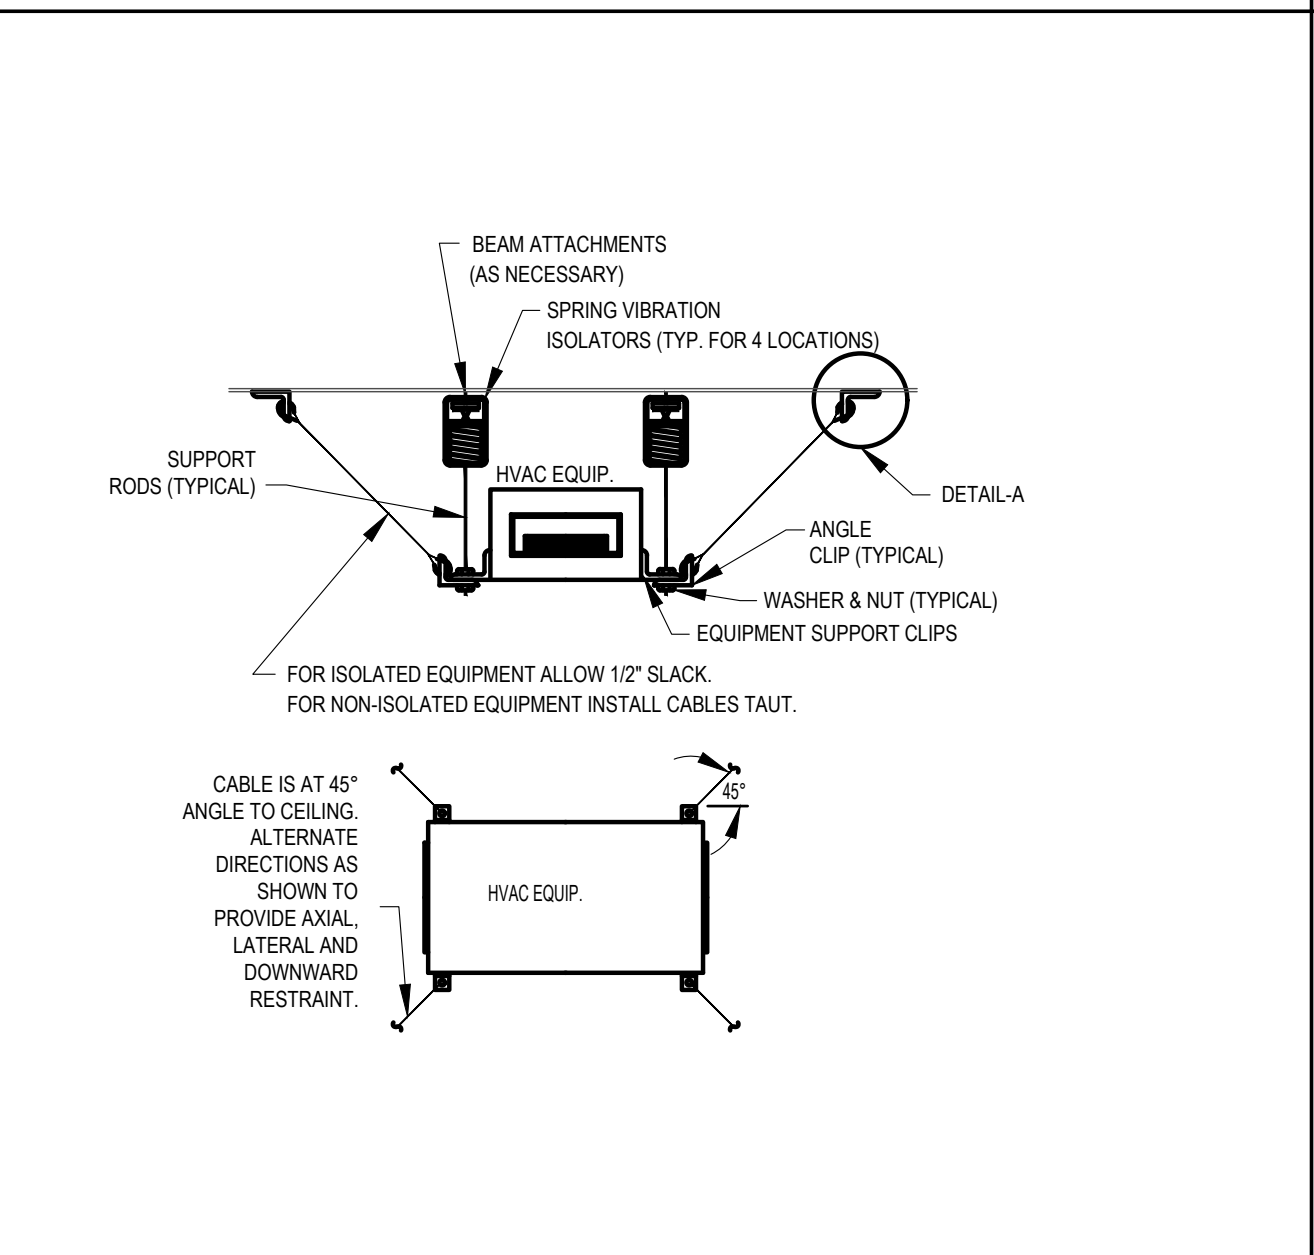 BEAM ATTACHMENTS
(AS NECESSARY)
SPRING VIBRATION
ISOLATORS (TYP. FOR 4 LOCATIONS)
SUPPORT
RODS (TYPICAL)
HVAC EQUIP.
DETAIL-A
ANGLE
CLIP (TYPICAL)
WASHER & NUT (TYPICAL)
EQUIPMENT SUPPORT CLIPS
FOR ISOLATED EQUIPMENT ALLOW 1/2" SLACK.
FOR NON-ISOLATED EQUIPMENT INSTALL CABLES TAUT.
CABLE IS AT 45°
ANGLE TO CEILING.
ALTERNATE
DIRECTIONS AS
SHOWN TO
PROVIDE AXIAL,
LATERAL AND
DOWNWARD
RESTRAINT.
45°
HVAC EQUIP.